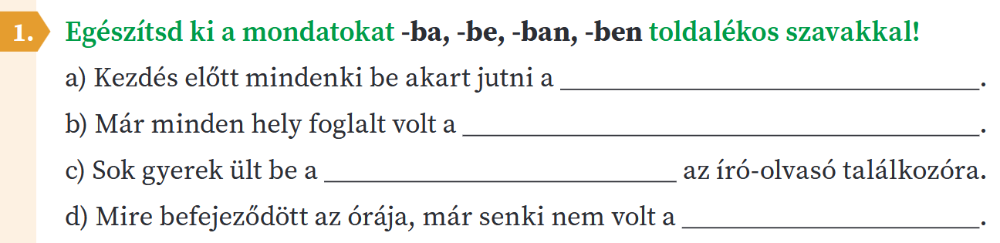 1. Egészítsd ki a mondatokat -ba, -be, -ban, -ben toldalékos szavakkal!
a) Kezdés előtt mindenki be akart jutni a ______________________________.
b) Már minden hely foglalt volt a ______________________________.
c) Sok gyerek ült be a ______________________________ az író-olvasó találkozóra.
d) Mire befejeződött az órája, már senki nem volt a ______________________________.